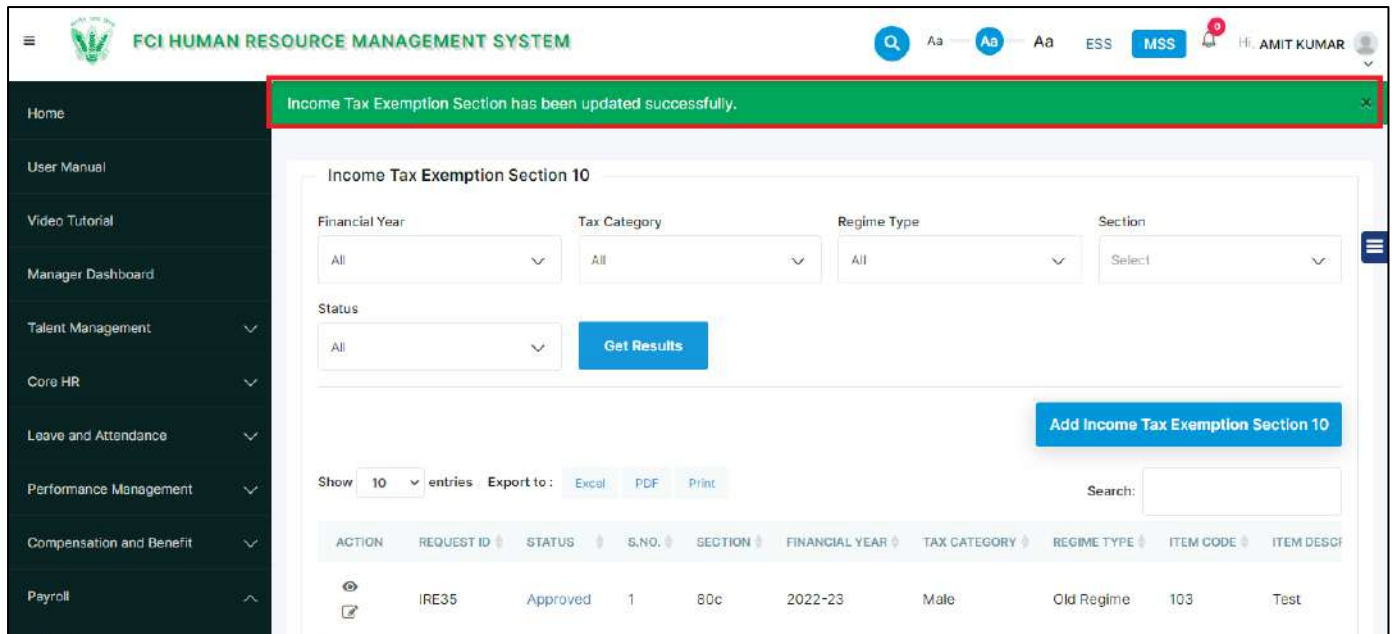 FCI HUMAN RESOURCE MANAGEMENT SYSTEM
Aa Aa Aa ESS MSS 0 Hi, AMIT KUMAR
Income Tax Exemption Section has been updated successfully. ×
Home
User Manual
Video Tutorial
Manager Dashboard
Talent Management
Core HR
Leave and Attendance
Performance Management
Compensation and Benefit
Payroll
Income Tax Exemption Section 10
Financial Year Tax Category Regime Type Section
All All All Select
Status
All Get Results
Add Income Tax Exemption Section 10
Show 10 entries Export to : Excel PDF Print Search:
ACTION REQUEST ID STATUS S.NO. SECTION FINANCIAL YEAR TAX CATEGORY REGIME TYPE ITEM CODE ITEM DESCR
IRE35 Approved 1 80c 2022-23 Male Old Regime 103 Test